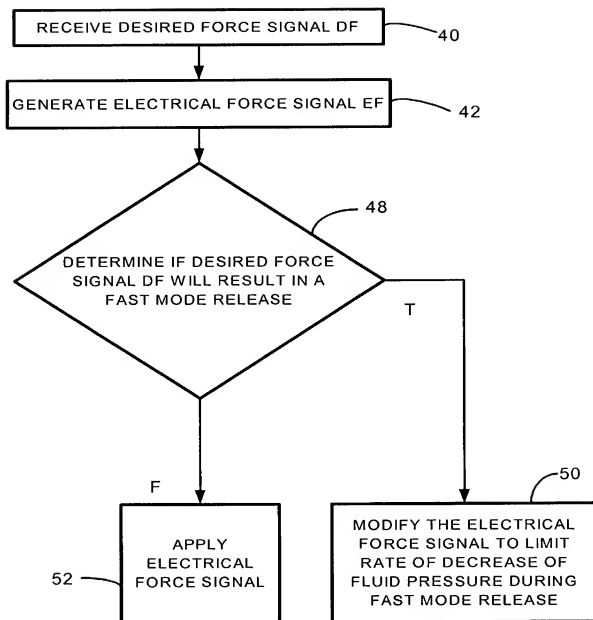 RECEIVE DESIRED FORCE SIGNAL DF
40
GENERATE ELECTRICAL FORCE SIGNAL EF
42
48
DETERMINE IF DESIRED FORCE
SIGNAL DF WILL RESULT IN A
FAST MODE RELEASE
T
F
50
APPLY
ELECTRICAL
FORCE SIGNAL
52
MODIFY THE ELECTRICAL
FORCE SIGNAL TO LIMIT
RATE OF DECREASE OF
FLUID PRESSURE DURING
FAST MODE RELEASE